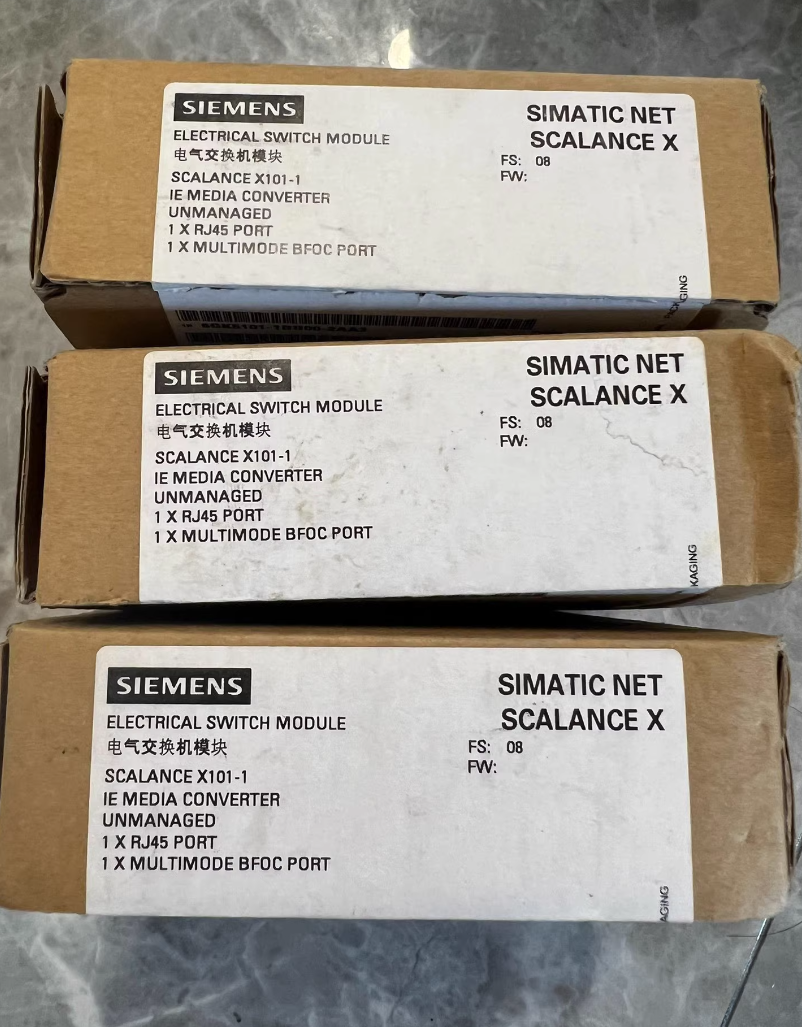 SIEMENS
ELECTRICAL SWITCH MODULE
电气交换机模块
SCALANCE X101-1
IE MEDIA CONVERTER
UNMANAGED
1 X RJ45 PORT
1 X MULTIMODE BFOC PORT
SIMATIC NET
SCALANCE X
FS: 08
FW:
GING
SIEMENS
ELECTRICAL SWITCH MODULE
电气交换机模块
SCALANCE X101-1
IE MEDIA CONVERTER
UNMANAGED
1 X RJ45 PORT
1 X MULTIMODE BFOC PORT
SIMATIC NET
SCALANCE X
FS: 08
FW:
KAGING
SIEMENS
ELECTRICAL SWITCH MODULE
电气交换机模块
SCALANCE X101-1
IE MEDIA CONVERTER
UNMANAGED
1 X RJ45 PORT
1 X MULTIMODE BFOC PORT
SIMATIC NET
SCALANCE X
FS: 08
FW:
AGING